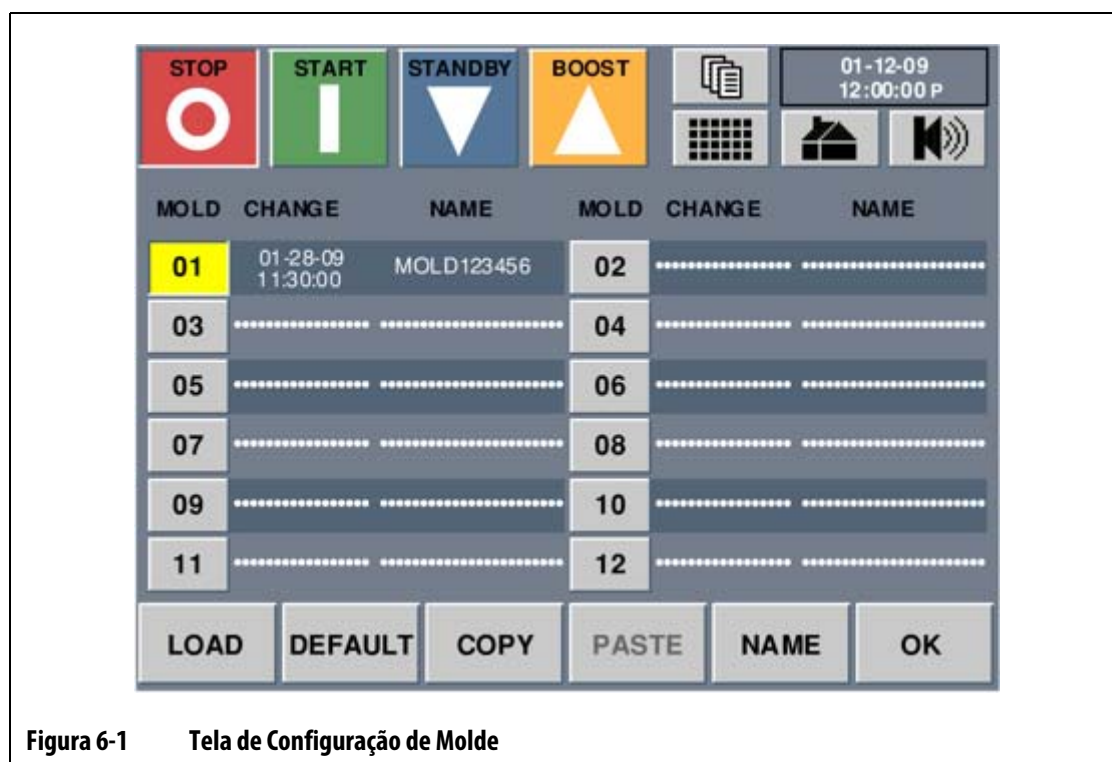 STOP START STANDBY BOOST 01-12-09
12:00:00 P
MOLD CHANGE NAME MOLD CHANGE NAME
01 01-28-09 MOLD123456 02
11:30:00
03 04
05 06
07 08
09 10
11 12
LOAD DEFAULT COPY PASTE NAME OK
Figura 6-1 Tela de Configuração de Molde